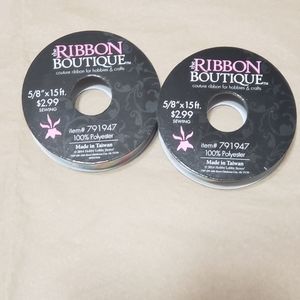 the RIBBON
BOUTIQUE
couture ribbon for hobbies & crafts
5/8"x15ft.
$2.99
SEWING
item# 791947
100% Polyester
Made in Taiwan
the RIBBON
BOUTIQUE
couture ribbon for hobbies & crafts
5/8"x15ft.
$2.99
SEWING
item# 791947
100% Polyester
Made in Taiwan